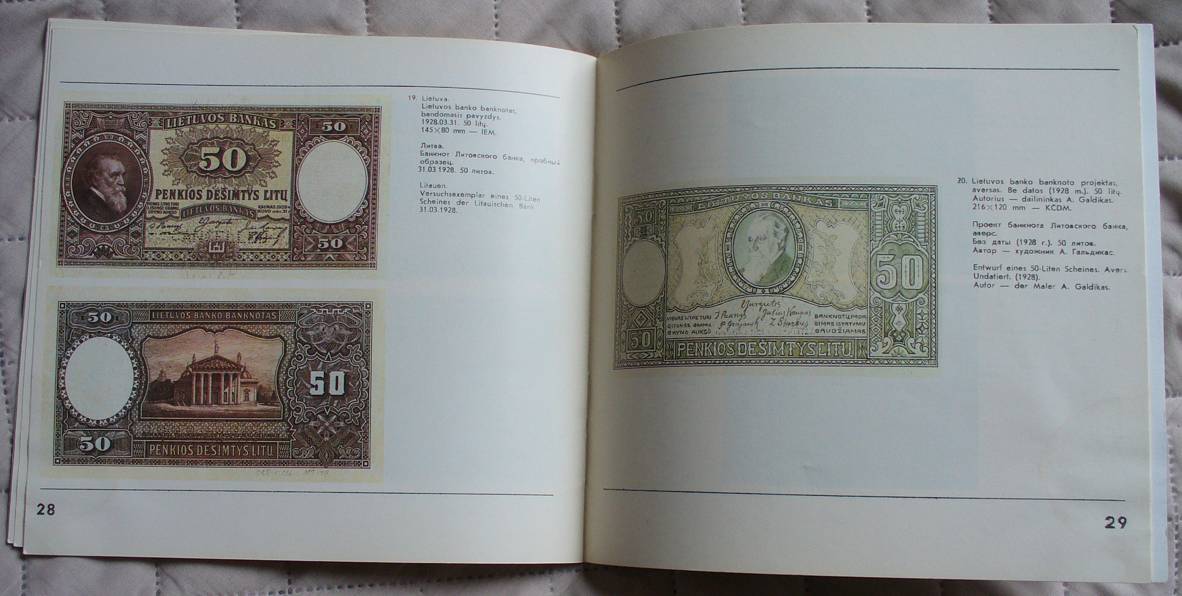 LIETUVOS BANKAS
50
50
PENKIOS DEŠIMTYS LITŲ
LIETUVOS BANKAS
50
19. Lietuva.
Lietuvos banko banknotas,
bandomasis pavyzdys.
1928.03.31. 50 litų.
145×80 mm — IEM.
Литва.
Банкнот Литовского банка, пробный
образец.
31.03.1928. 50 литов.
Litauen.
Versuchsexemplar eines 50-Liten
Scheines der Litauischen Bank.
31.03.1928.
50
LIETUVOS BANKO BANKNOTAS
50
50
PENKIOS DEŠIMTYS LITŲ
28
50
LIETUVOS BANKAS
50
50
PENKIOS DEŠIMTYS LITŲ
20. Lietuvos banko banknoto projektas,
aversas. Be datos (1928 m.). 50 litų.
Autorius — dailininkas A. Galdikas.
216×120 mm — KČDM.
Проект банкнота Литовского банка,
аверс.
Без даты (1928 г.). 50 литов.
Автор — художник А. Гальдикас.
Entwurf eines 50-Liten Scheines. Avers.
Undatiert. (1928).
Autor — der Maler A. Galdikas.
29